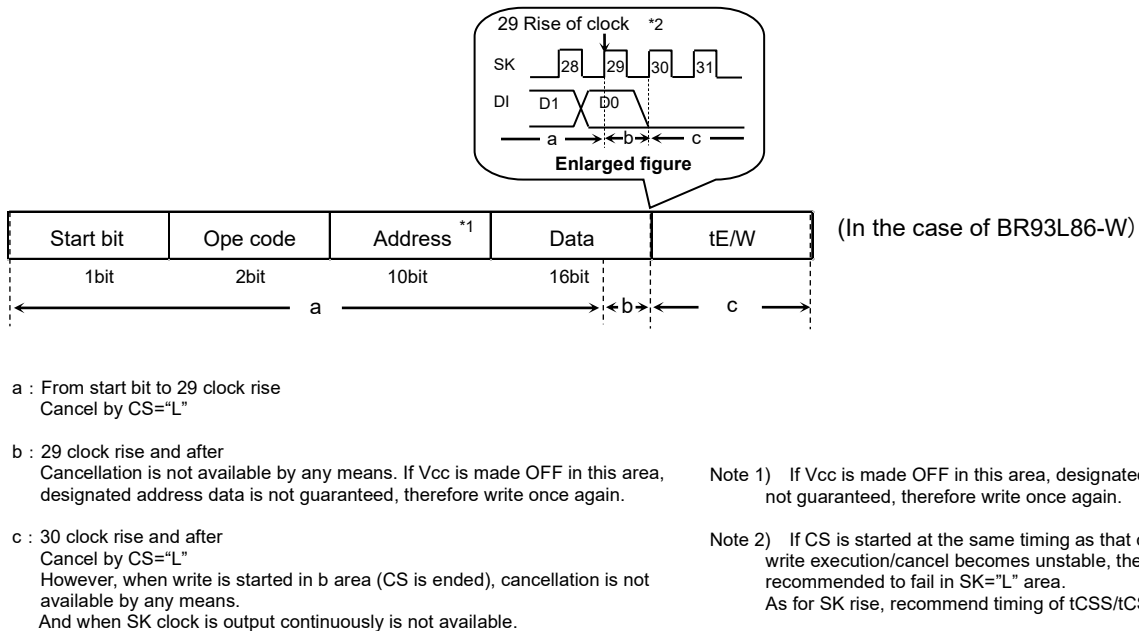 29 Rise of clock *2
SK 28 29 30 31
DI D1 D0
a b c
Enlarged figure
Start bit Ope code Address *1 Data tE/W (In the case of BR93L86-W)
1bit 2bit 10bit 16bit
a b c
a : From start bit to 29 clock rise
Cancel by CS=“L”
b : 29 clock rise and after
Cancellation is not available by any means. If Vcc is made OFF in this area,
designated address data is not guaranteed, therefore write once again.
c : 30 clock rise and after
Cancel by CS=“L”
However, when write is started in b area (CS is ended), cancellation is not
available by any means.
And when SK clock is output continuously is not available.
Note 1) If Vcc is made OFF in this area, designated
not guaranteed, therefore write once again.
Note 2) If CS is started at the same timing as that
write execution/cancel becomes unstable,
recommended to fail in SK=”L” area.
As for SK rise, recommend timing of